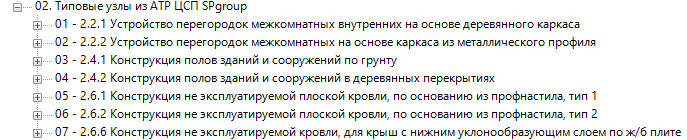 02. Типовые узлы из АТР ЦСП SPgroup
01 - 2.2.1 Устройство перегородок межкомнатных внутренних на основе деревянного каркаса
02 - 2.2.2 Устройство перегородок межкомнатных на основе каркаса из металлического профиля
03 - 2.4.1 Конструкция полов зданий и сооружений по грунту
04 - 2.4.2 Конструкция полов зданий и сооружений в деревянных перекрытиях
05 - 2.6.1 Конструкция не эксплуатируемой плоской кровли, по основанию из профнастила, тип 1
06 - 2.6.2 Конструкция не эксплуатируемой плоской кровли, по основанию из профнастила, тип 2
07 - 2.6.6 Конструкция не эксплуатируемой кровли, для крыш с нижним уклонообразующим слоем по ж/б плите